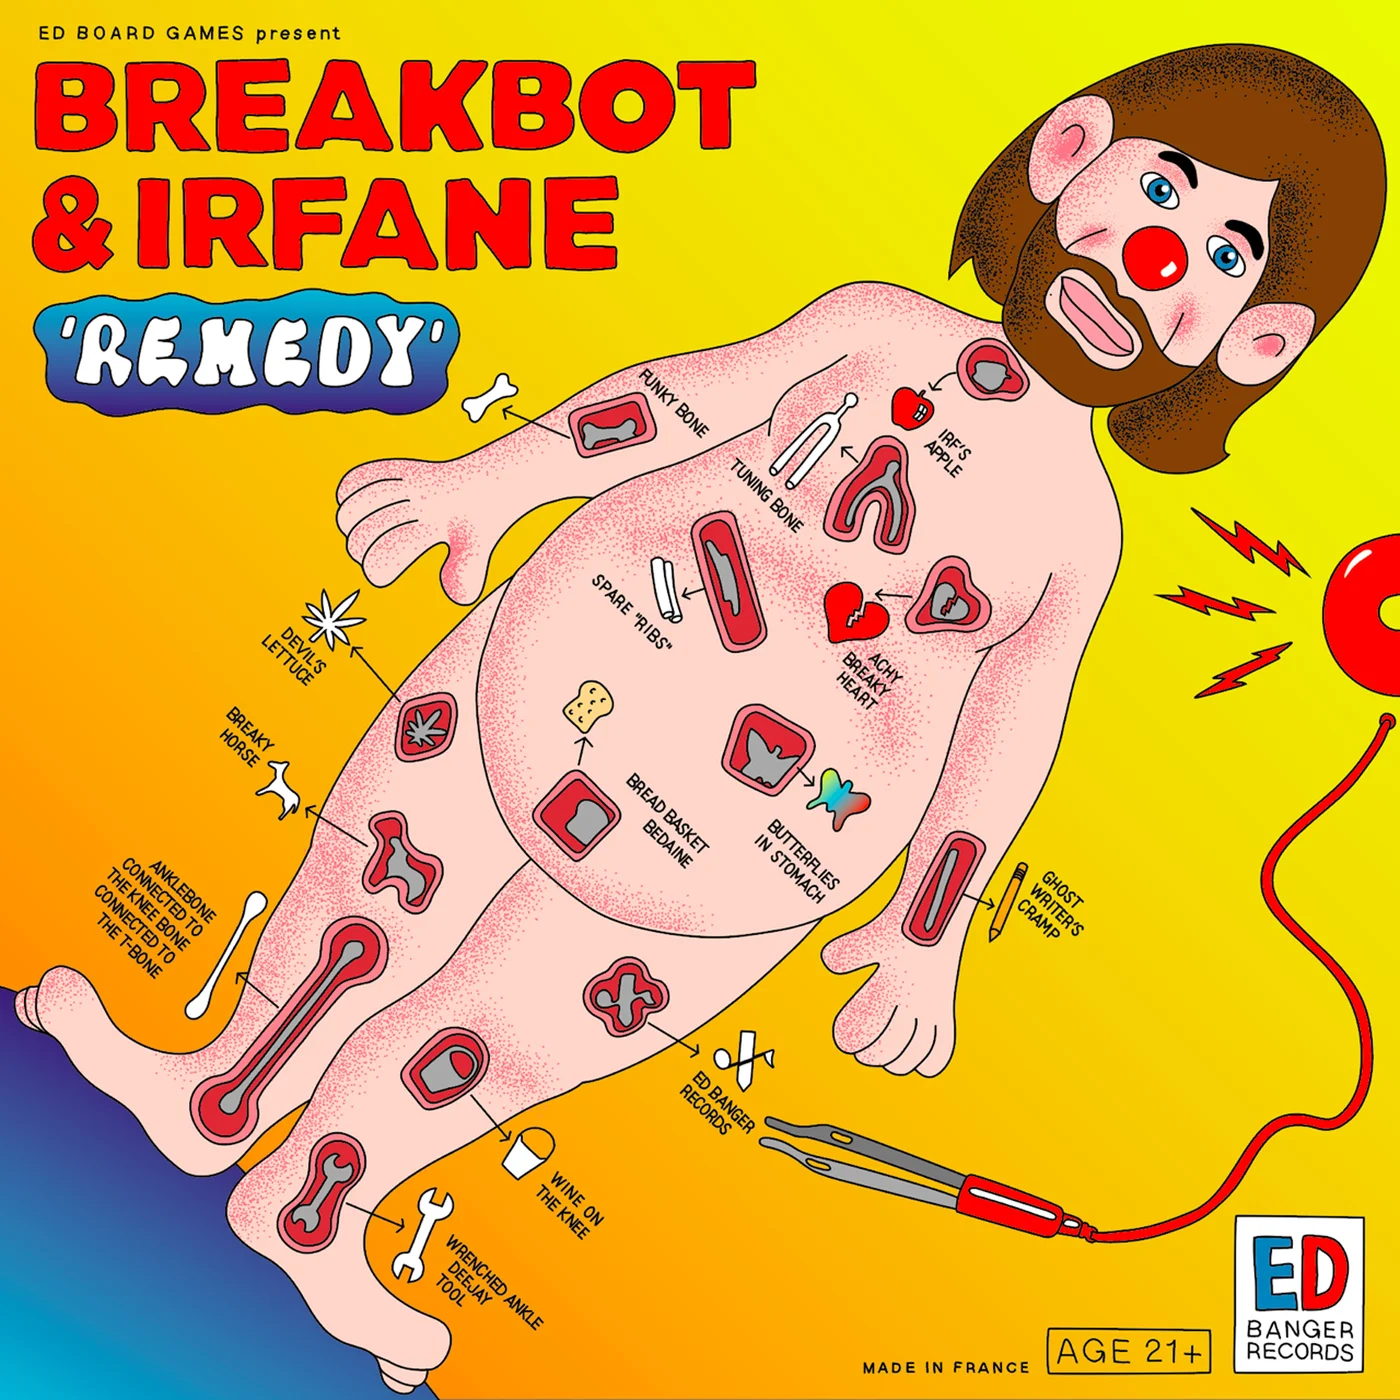 ED BOARD GAMES present
BREAKBOT
& IRFANE
'REMEDY'
FUNKY BONE
IRF'S
APPLE
TUNING BONE
SPARE "RIBS"
ACHY
BREAKY
HEART
DEVIL'S
LETTUCE
BREAKY
HORSE
BREAD BASKET
BEDAINE
BUTTERFLIES
IN STOMACH
ANKLEBONE
CONNECTED TO
THE KNEE BONE
CONNECTED TO
THE T-BONE
GHOST
WRITER'S
CRAMP
ED BANGER
RECORDS
WINE ON
THE KNEE
WRENCHED ANKLE
DEEJAY
TOOL
MADE IN FRANCE
AGE 21+
ED
BANGER
RECORDS